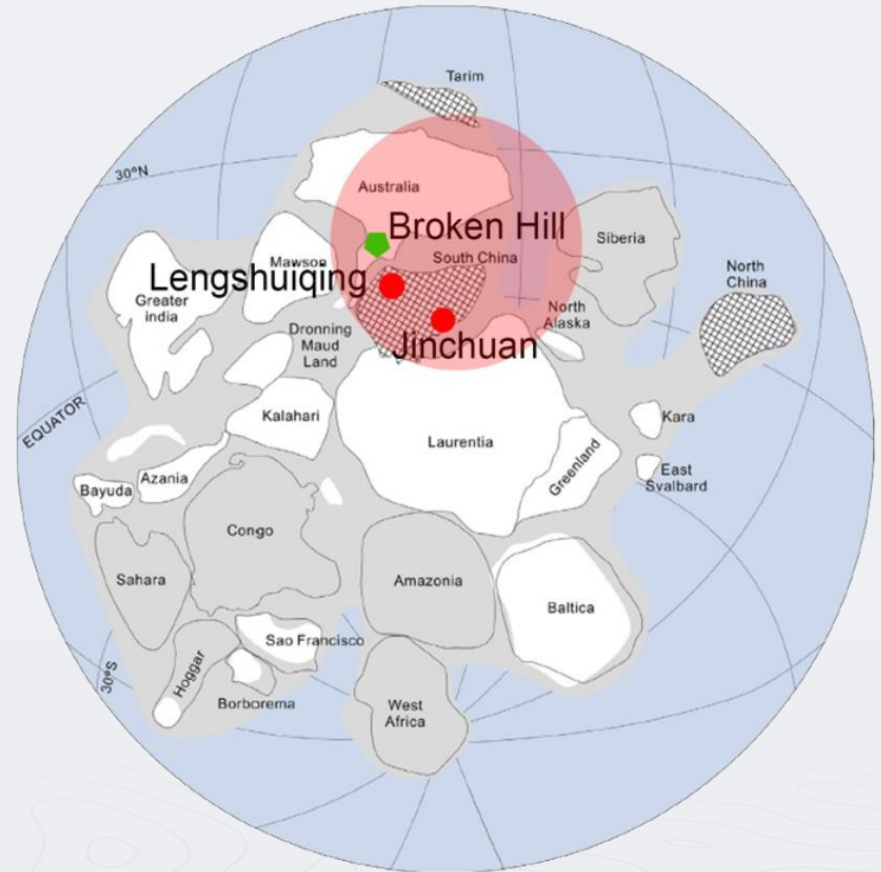 Tarim
30°N
Australia
Broken Hill
South China
Siberia
Mawson
Lengshuiqing
North
China
Greater
india
North
Alaska
Dronning
Maud
Land
Jinchuan
EQUATOR
Kalahari
Laurentia
Kara
Greenland
East
Svalbard
Azania
Bayuda
Congo
Sahara
Amazonia
Baltica
Sao Francisco
30°S
Hoggar
Borborema
West
Africa